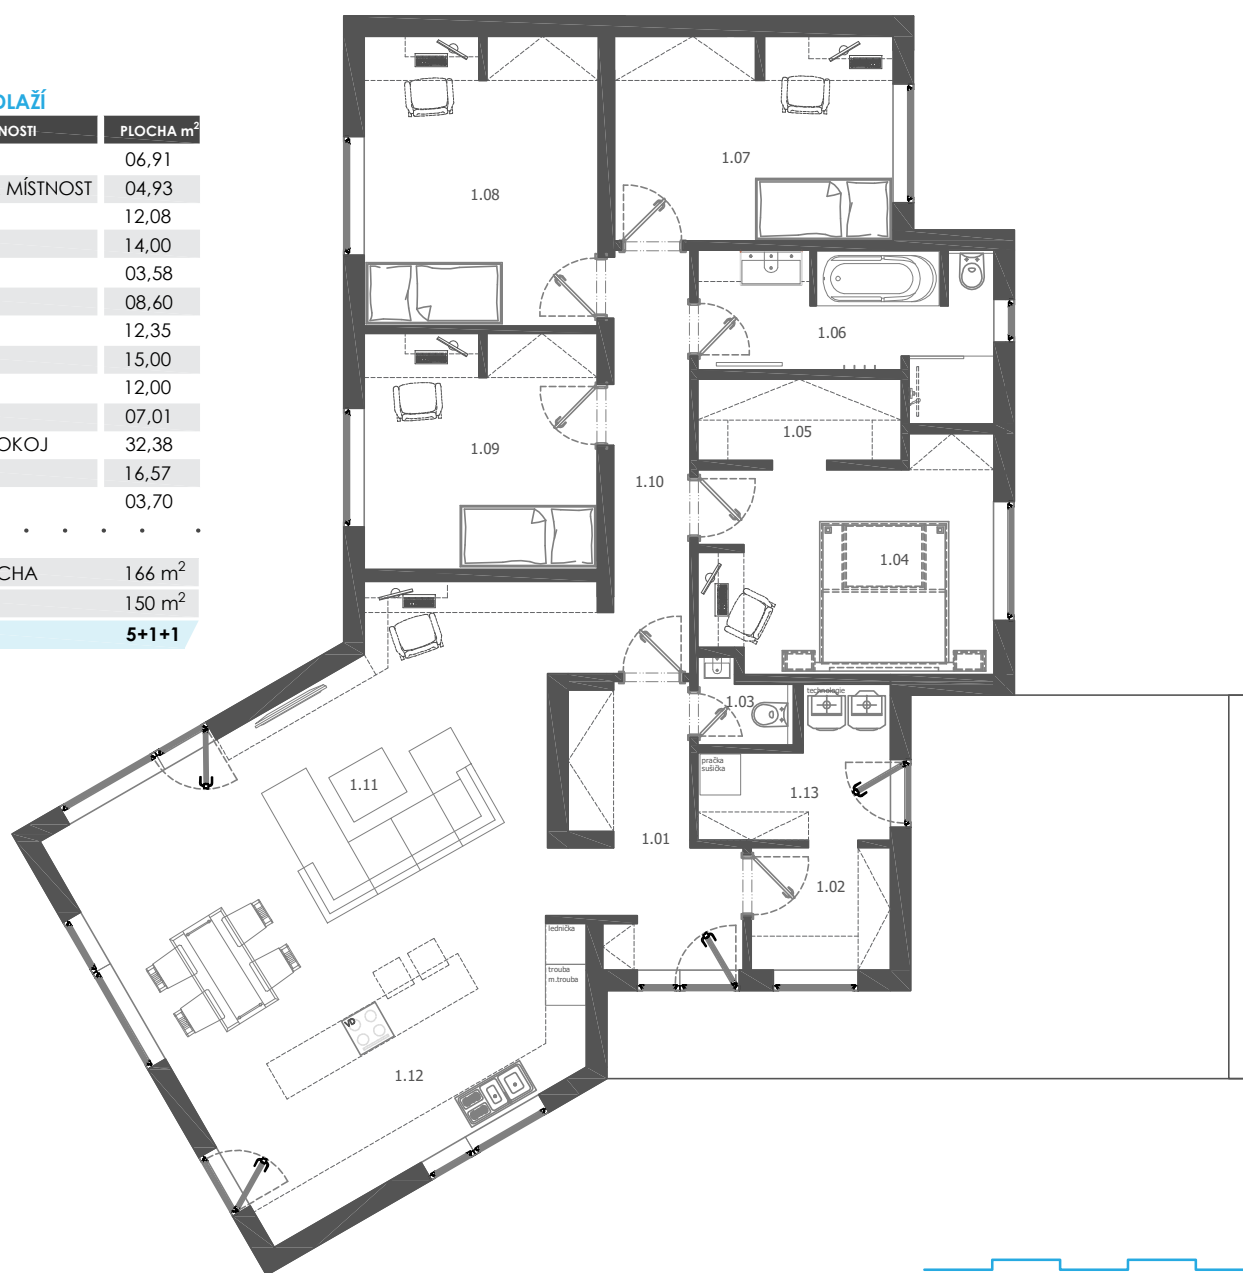 DLAŽÍ
NOSTI PLOCHA m²
06,91
MÍSTNOST 04,93
12,08
14,00
03,58
08,60
12,35
15,00
12,00
07,01
OKOJ 32,38
16,57
03,70
CHA 166 m²
150 m²
5+1+1
1.08
1.07
1.06
1.05
1.09
1.10
1.04
1.03
technologie
pračka
sušička
1.11
1.13
1.01
1.02
lednička
trouba
m.trouba
VD
1.12